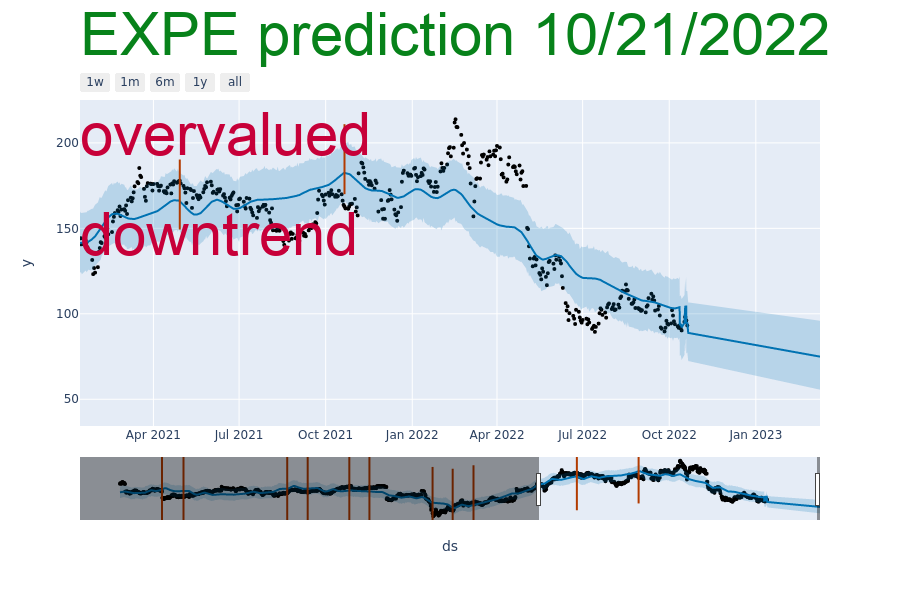 EXPE prediction 10/21/2022
1w 1m 6m 1y all
overvalued
downtrend
200
150
100
50
y
Apr 2021 Jul 2021 Oct 2021 Jan 2022 Apr 2022 Jul 2022 Oct 2022 Jan 2023
ds